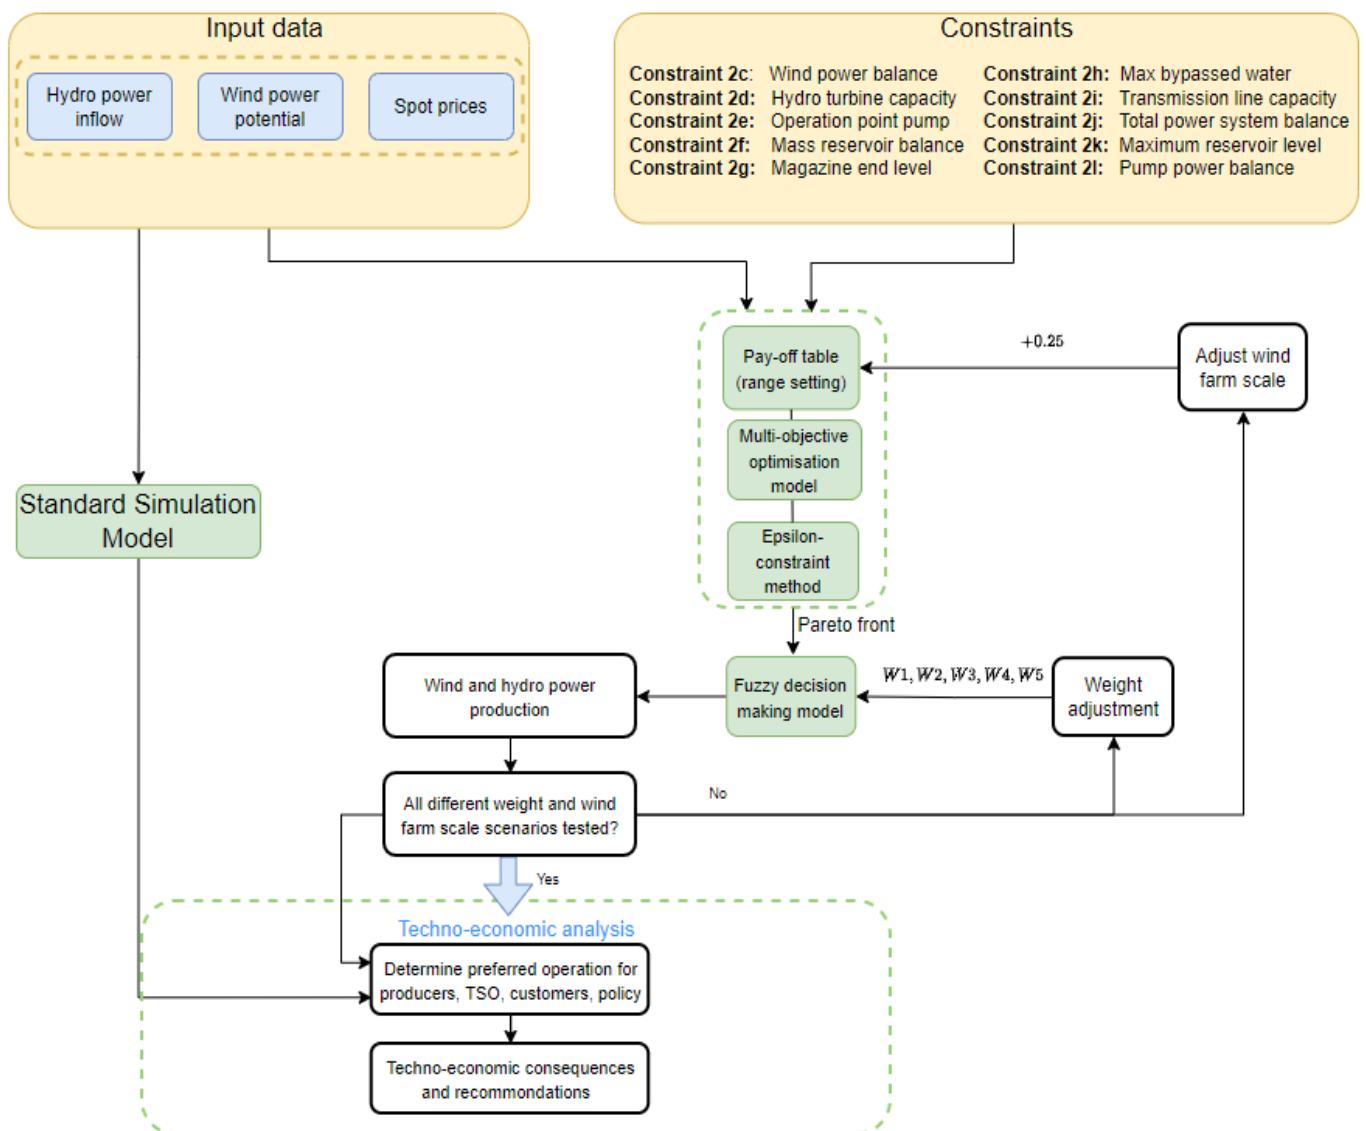 Input data
Hydro power
inflow
Wind power
potential
Spot prices
Constraints
Constraint 2c: Wind power balance
Constraint 2d: Hydro turbine capacity
Constraint 2e: Operation point pump
Constraint 2f: Mass reservoir balance
Constraint 2g: Magazine end level
Constraint 2h: Max bypassed water
Constraint 2i: Transmission line capacity
Constraint 2j: Total power system balance
Constraint 2k: Maximum reservoir level
Constraint 2l: Pump power balance
Pay-off table
(range setting)
+0.25
Adjust wind
farm scale
Multi-objective
optimisation
model
Standard Simulation
Model
Epsilon-
constraint
method
Pareto front
Wind and hydro power
production
Fuzzy decision
making model
W1, W2, W3, W4, W5
Weight
adjustment
All different weight and wind
farm scale scenarios tested?
No
Yes
Techno-economic analysis
Determine preferred operation for
producers, TSO, customers, policy
Techno-economic consequences
and recommondations